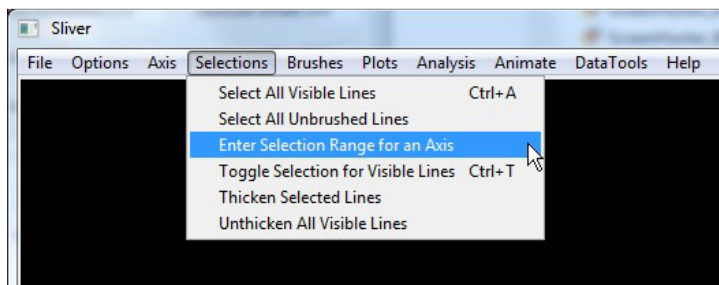 Sliver
File Options Axis Selections Brushes Plots Analysis Animate DataTools Help
Select All Visible Lines Ctrl+A
Select All Unbrushed Lines
Enter Selection Range for an Axis
Toggle Selection for Visible Lines Ctrl+T
Thicken Selected Lines
Unthicken All Visible Lines